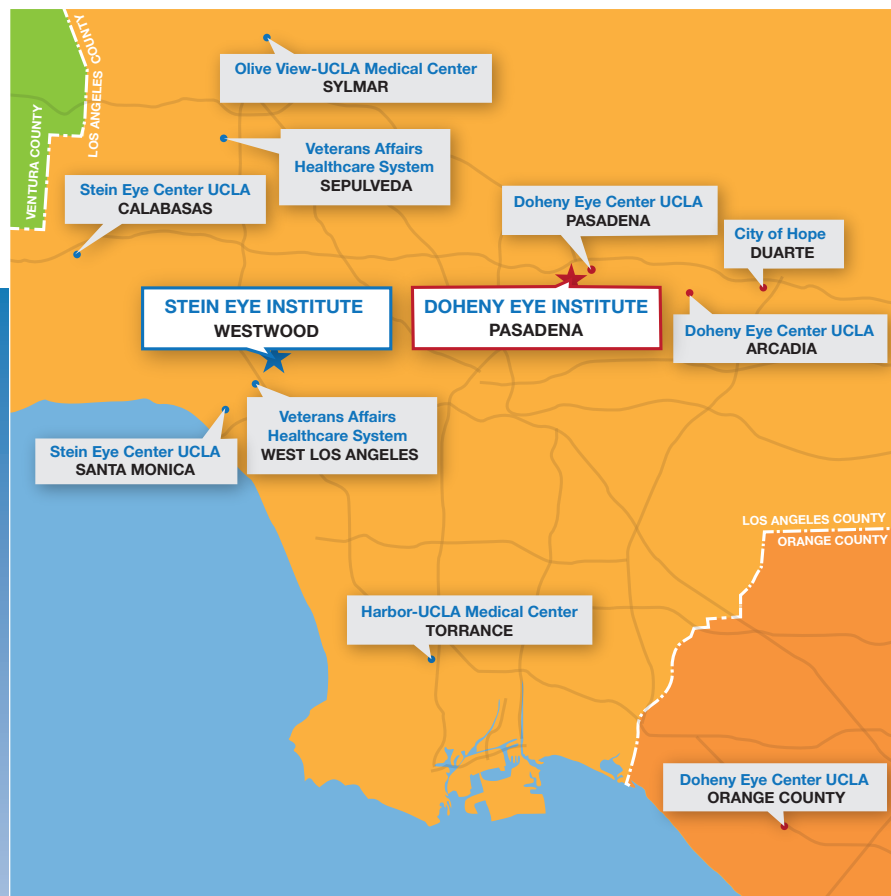 VENTURA COUNTY
LOS ANGELES COUNTY
Olive View-UCLA Medical Center
SYLMAR
Veterans Affairs
Healthcare System
SEPULVEDA
Stein Eye Center UCLA
CALABASAS
Doheny Eye Center UCLA
PASADENA
City of Hope
DUARTE
STEIN EYE INSTITUTE
WESTWOOD
DOHENY EYE INSTITUTE
PASADENA
Doheny Eye Center UCLA
ARCADIA
Veterans Affairs
Healthcare System
WEST LOS ANGELES
Stein Eye Center UCLA
SANTA MONICA
LOS ANGELES COUNTY
ORANGE COUNTY
Harbor-UCLA Medical Center
TORRANCE
Doheny Eye Center UCLA
ORANGE COUNTY